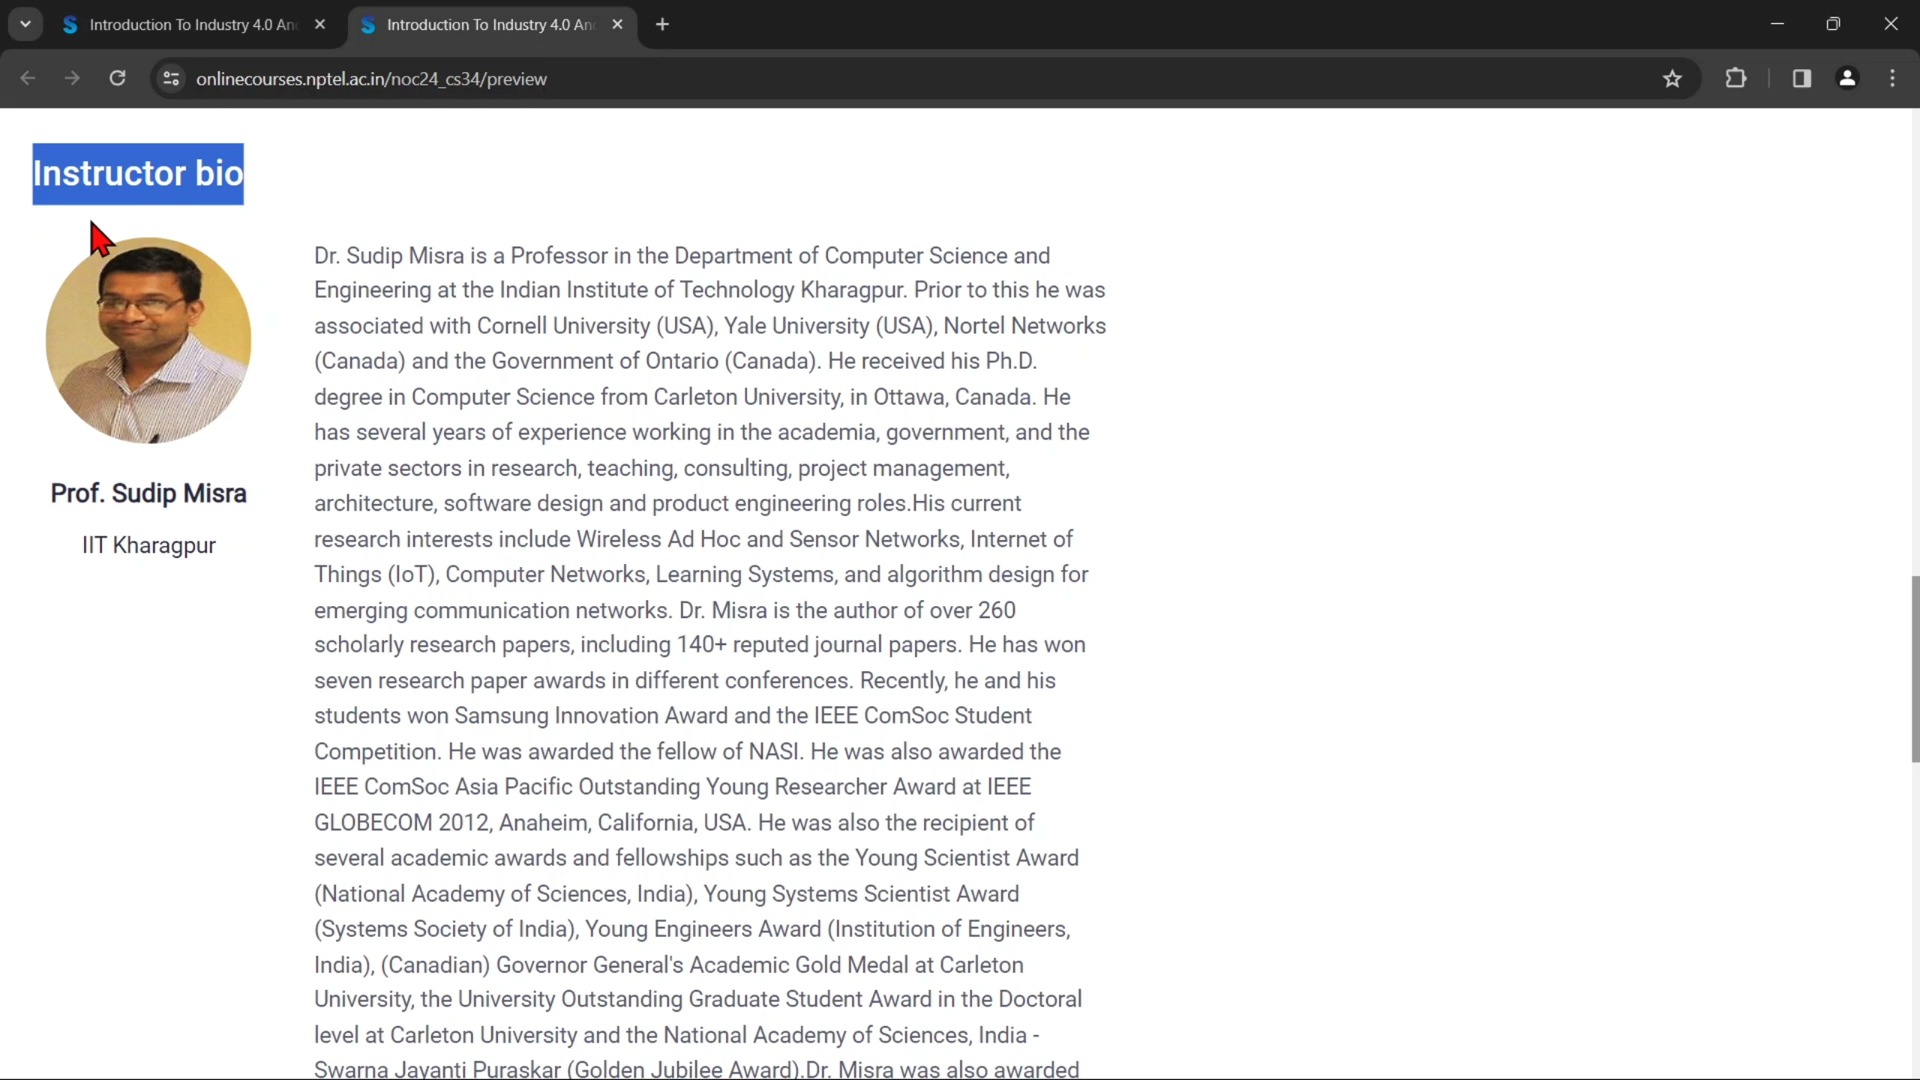 Introduction To Industry 4.0 An
Introduction To Industry 4.0 An
onlinecourses.nptel.ac.in/noc24_cs34/preview
Instructor bio
Prof. Sudip Misra
IIT Kharagpur
Dr. Sudip Misra is a Professor in the Department of Computer Science and
Engineering at the Indian Institute of Technology Kharagpur. Prior to this he was
associated with Cornell University (USA), Yale University (USA), Nortel Networks
(Canada) and the Government of Ontario (Canada). He received his Ph.D.
degree in Computer Science from Carleton University, in Ottawa, Canada. He
has several years of experience working in the academia, government, and the
private sectors in research, teaching, consulting, project management,
architecture, software design and product engineering roles.His current
research interests include Wireless Ad Hoc and Sensor Networks, Internet of
Things (IoT), Computer Networks, Learning Systems, and algorithm design for
emerging communication networks. Dr. Misra is the author of over 260
scholarly research papers, including 140+ reputed journal papers. He has won
seven research paper awards in different conferences. Recently, he and his
students won Samsung Innovation Award and the IEEE ComSoc Student
Competition. He was awarded the fellow of NASI. He was also awarded the
IEEE ComSoc Asia Pacific Outstanding Young Researcher Award at IEEE
GLOBECOM 2012, Anaheim, California, USA. He was also the recipient of
several academic awards and fellowships such as the Young Scientist Award
(National Academy of Sciences, India), Young Systems Scientist Award
(Systems Society of India), Young Engineers Award (Institution of Engineers,
India), (Canadian) Governor General's Academic Gold Medal at Carleton
University, the University Outstanding Graduate Student Award in the Doctoral
level at Carleton University and the National Academy of Sciences, India -
Swarna Jayanti Puraskar (Golden Jubilee Award).Dr. Misra was also awarded